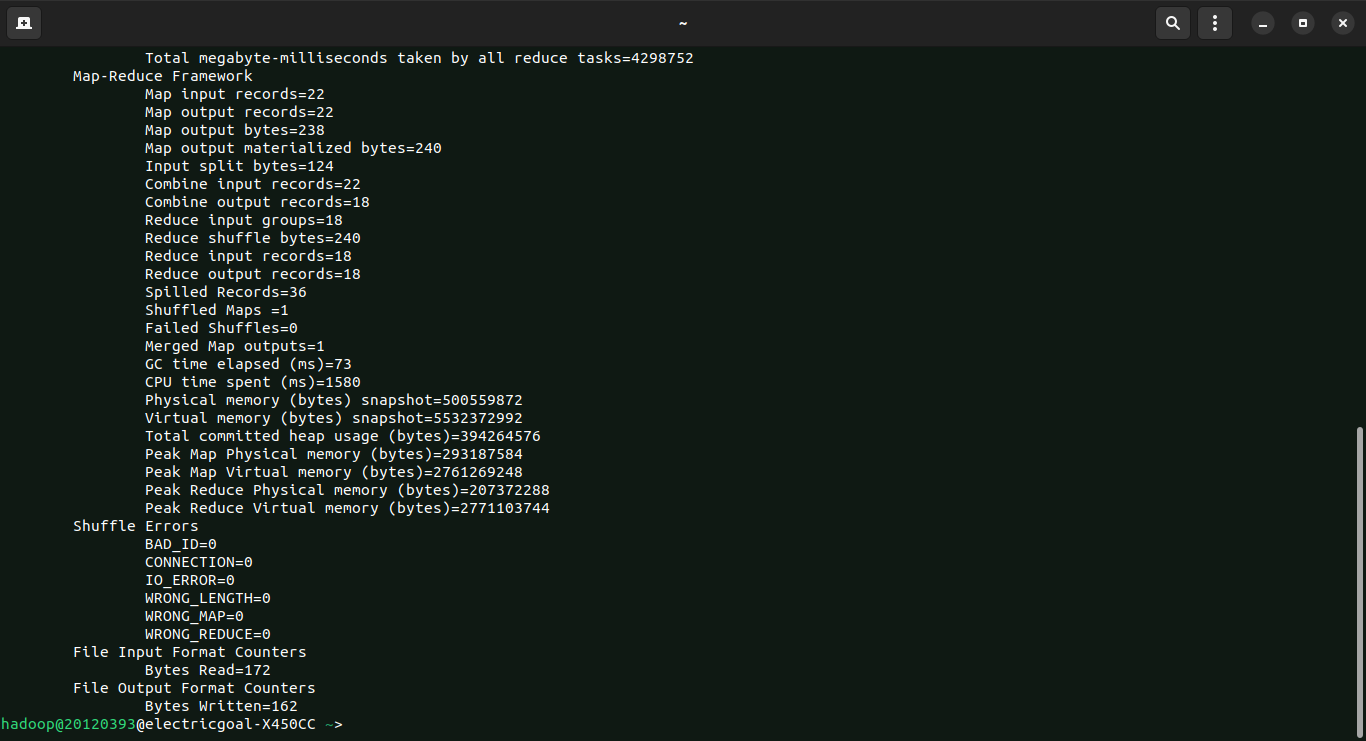 ~
Total megabyte-milliseconds taken by all reduce tasks=4298752
Map-Reduce Framework
Map input records=22
Map output records=22
Map output bytes=238
Map output materialized bytes=240
Input split bytes=124
Combine input records=22
Combine output records=18
Reduce input groups=18
Reduce shuffle bytes=240
Reduce input records=18
Reduce output records=18
Spilled Records=36
Shuffled Maps =1
Failed Shuffles=0
Merged Map outputs=1
GC time elapsed (ms)=73
CPU time spent (ms)=1580
Physical memory (bytes) snapshot=500559872
Virtual memory (bytes) snapshot=5532372992
Total committed heap usage (bytes)=394264576
Peak Map Physical memory (bytes)=293187584
Peak Map Virtual memory (bytes)=2761269248
Peak Reduce Physical memory (bytes)=207372288
Peak Reduce Virtual memory (bytes)=2771103744
Shuffle Errors
BAD_ID=0
CONNECTION=0
IO_ERROR=0
WRONG_LENGTH=0
WRONG_MAP=0
WRONG_REDUCE=0
File Input Format Counters
Bytes Read=172
File Output Format Counters
Bytes Written=162
hadoop@20120393@electricgoal-X450CC ~>